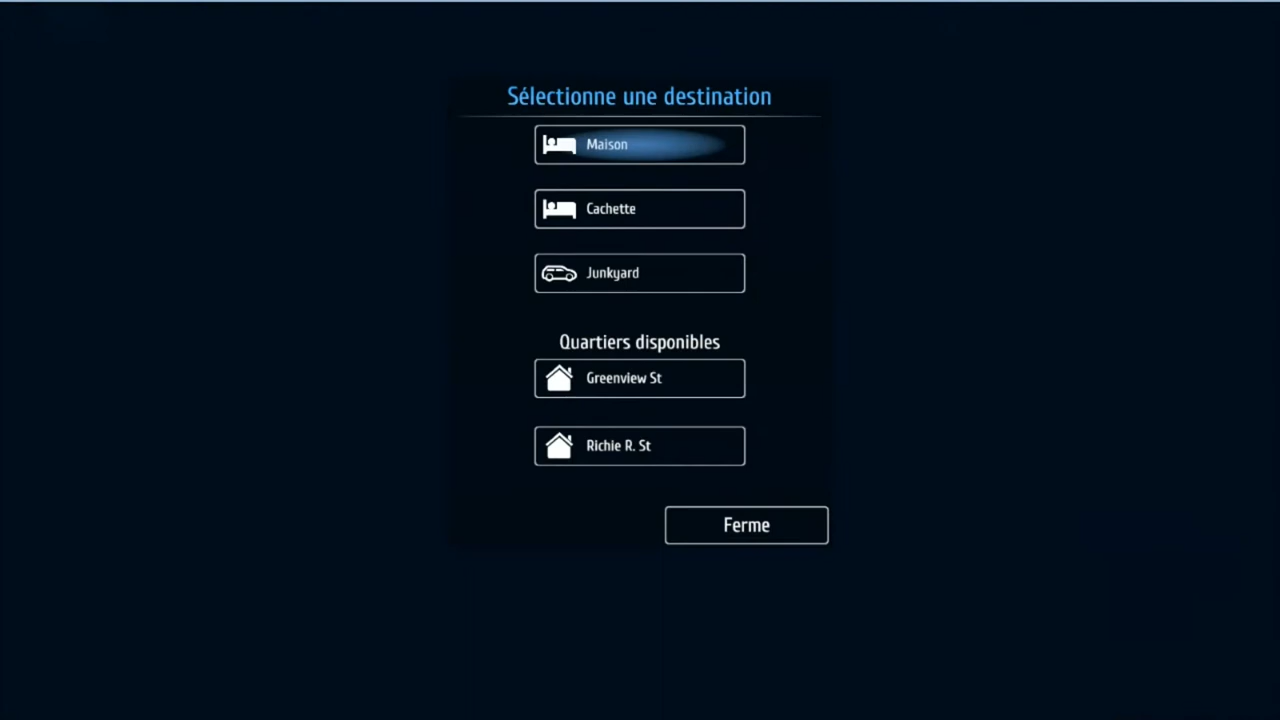 Sélectionne une destination
Maison
Cachette
Junkyard
Quartiers disponibles
Greenview St
Richie R. St
Ferme